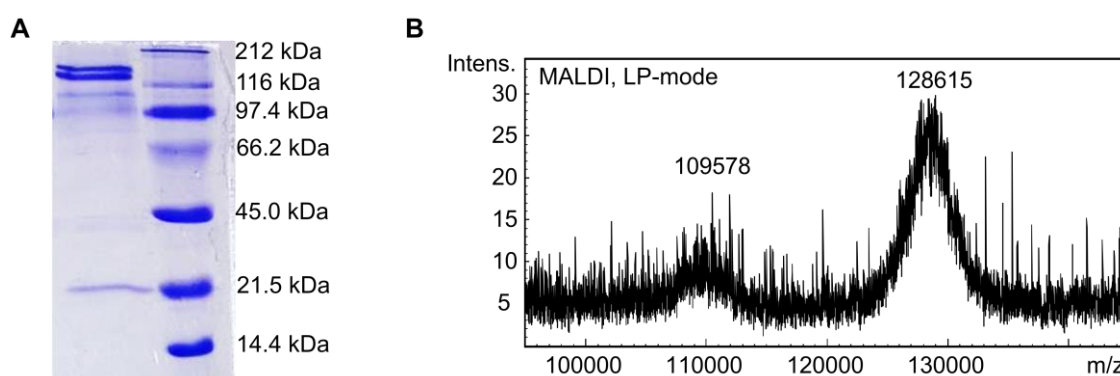 A
212 kDa
116 kDa
97.4 kDa
66.2 kDa
45.0 kDa
21.5 kDa
14.4 kDa
B
Intens.
MALDI, LP-mode
128615
109578
30
25
20
15
10
5
100000 110000 120000 130000 m/z